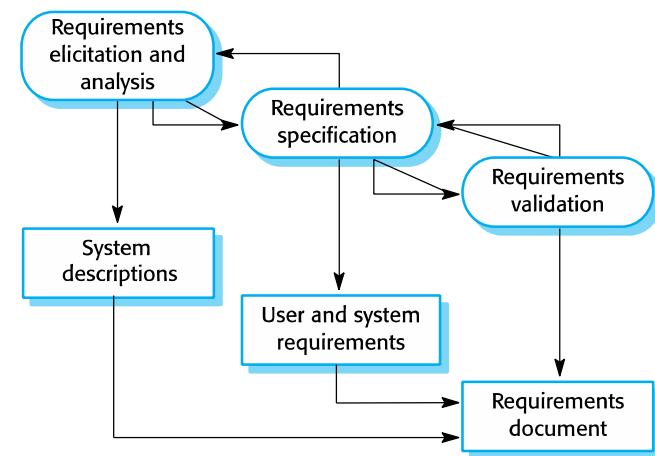 Requirements
elicitation and
analysis
Requirements
specification
Requirements
validation
System
descriptions
User and system
requirements
Requirements
document